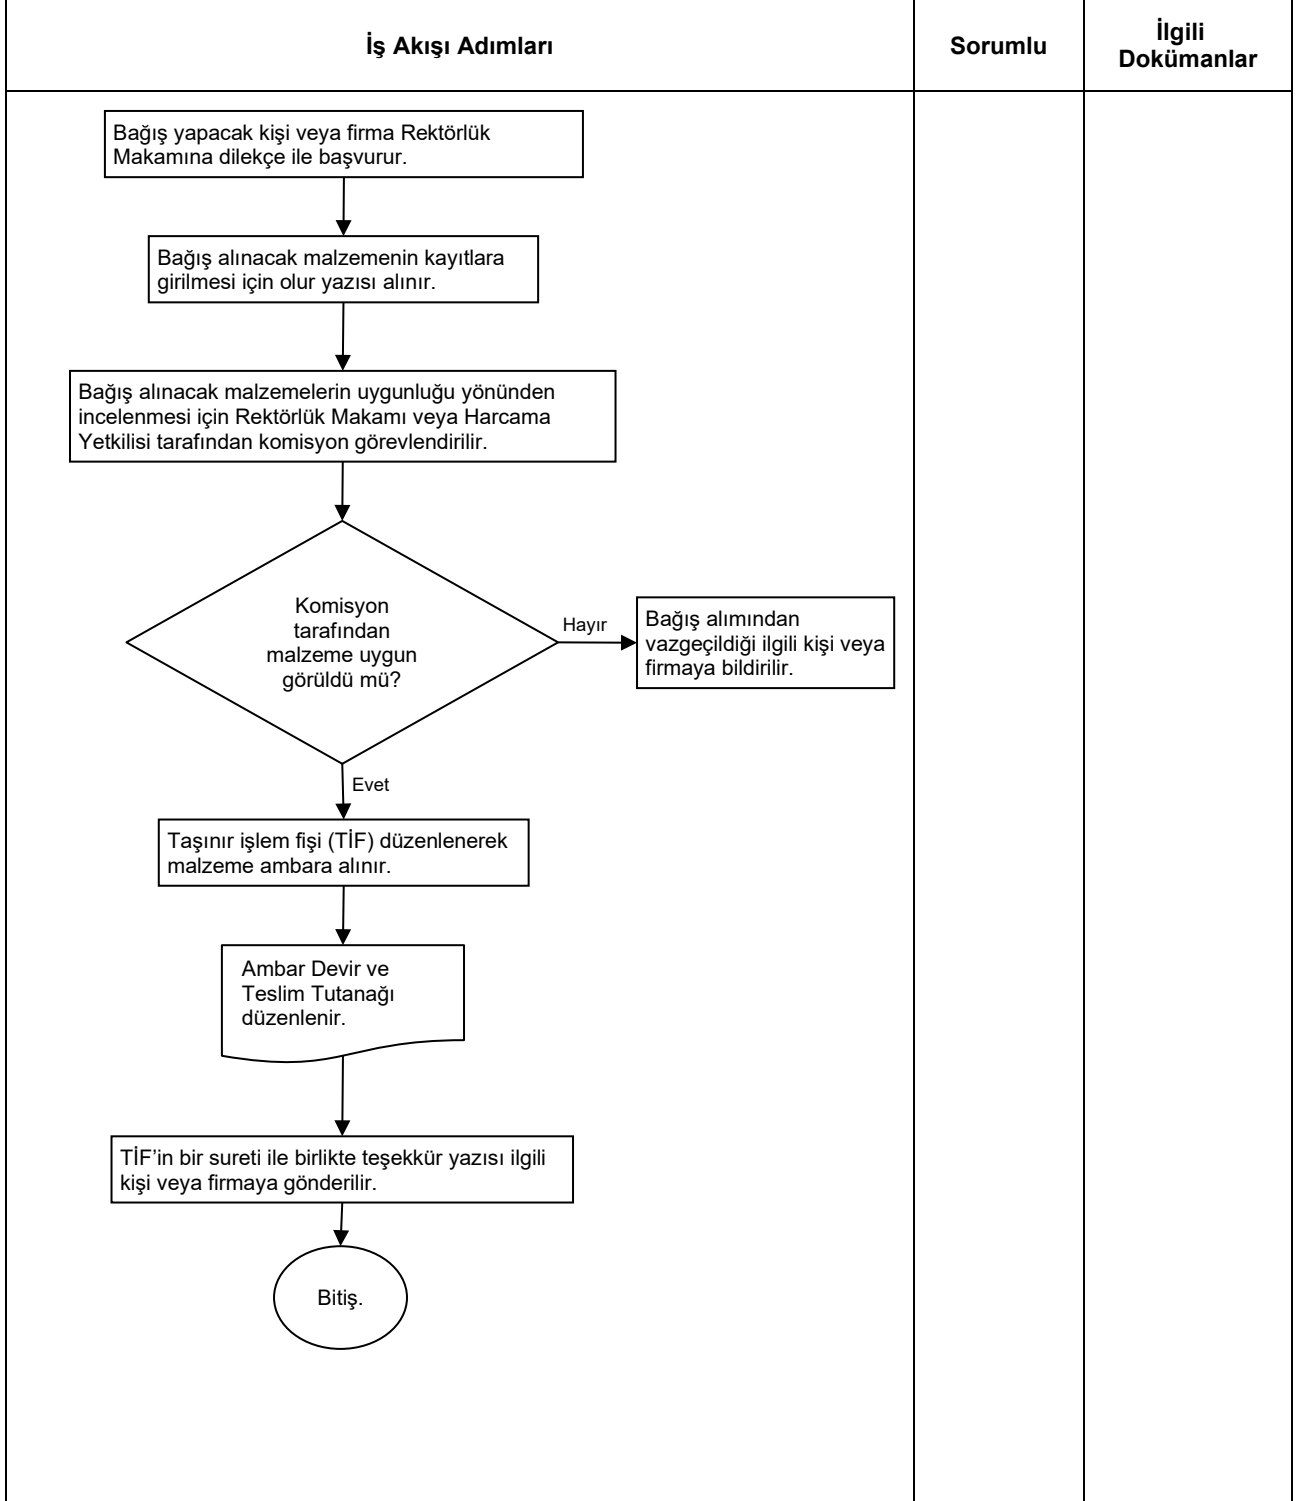 İş Akışı Adımları
Sorumlu
İlgili
Dokümanlar
Bağış yapacak kişi veya firma Rektörlük
Makamına dilekçe ile başvurur.
Bağış alınacak malzemenin kayıtlara
girilmesi için olur yazısı alınır.
Bağış alınacak malzemelerin uygunluğu yönünden
incelenmesi için Rektörlük Makamı veya Harcama
Yetkilisi tarafından komisyon görevlendirilir.
Komisyon
tarafından
malzeme uygun
görüldü mü?
Hayır
Bağış alımından
vazgeçildiği ilgili kişi veya
firmaya bildirilir.
Evet
Taşınır işlem fişi (TİF) düzenlenerek
malzeme ambara alınır.
Ambar Devir ve
Teslim Tutanağı
düzenlenir.
TİF’in bir sureti ile birlikte teşekkür yazısı ilgili
kişi veya firmaya gönderilir.
Bitiş.